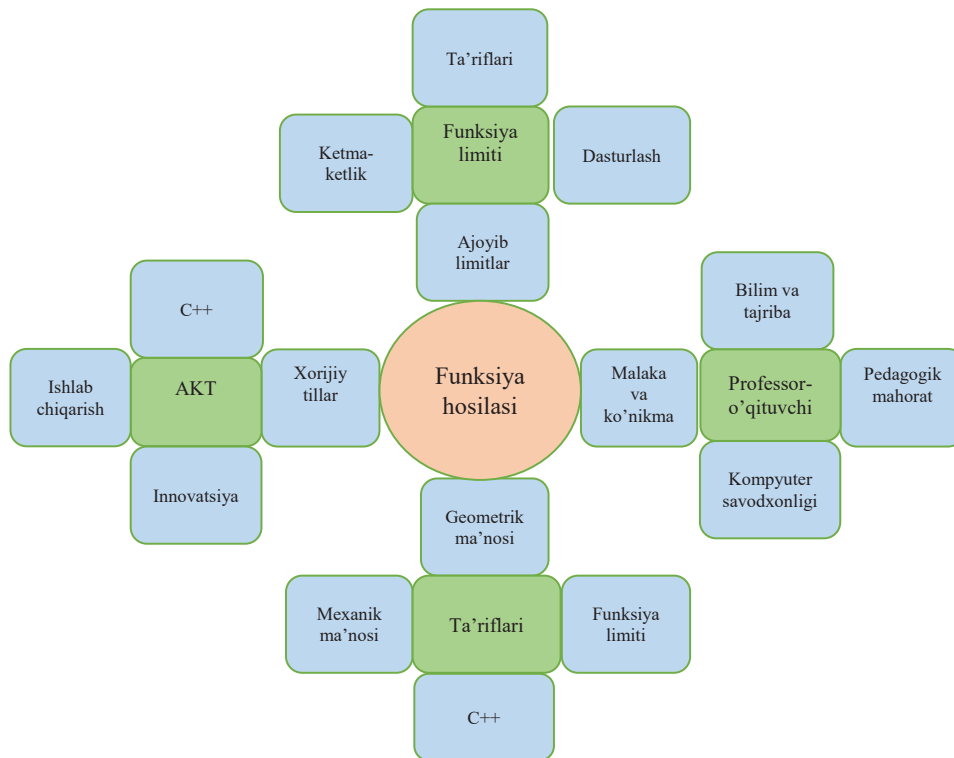 Ta’riflari
Funksiya
limiti
Ketma-
ketlik
Dasturlash
Ajoyib
limitlar
C++
Ishlab
chiqarish
AKT
Xorijiy
tillar
Innovatsiya
Funksiya
hosilasi
Bilim va
tajriba
Malaka
va
ko’nikma
Professor-
o’qituvchi
Pedagogik
mahorat
Kompyuter
savodxonligi
Geometrik
ma’nosi
Mexanik
ma’nosi
Ta’riflari
Funksiya
limiti
C++